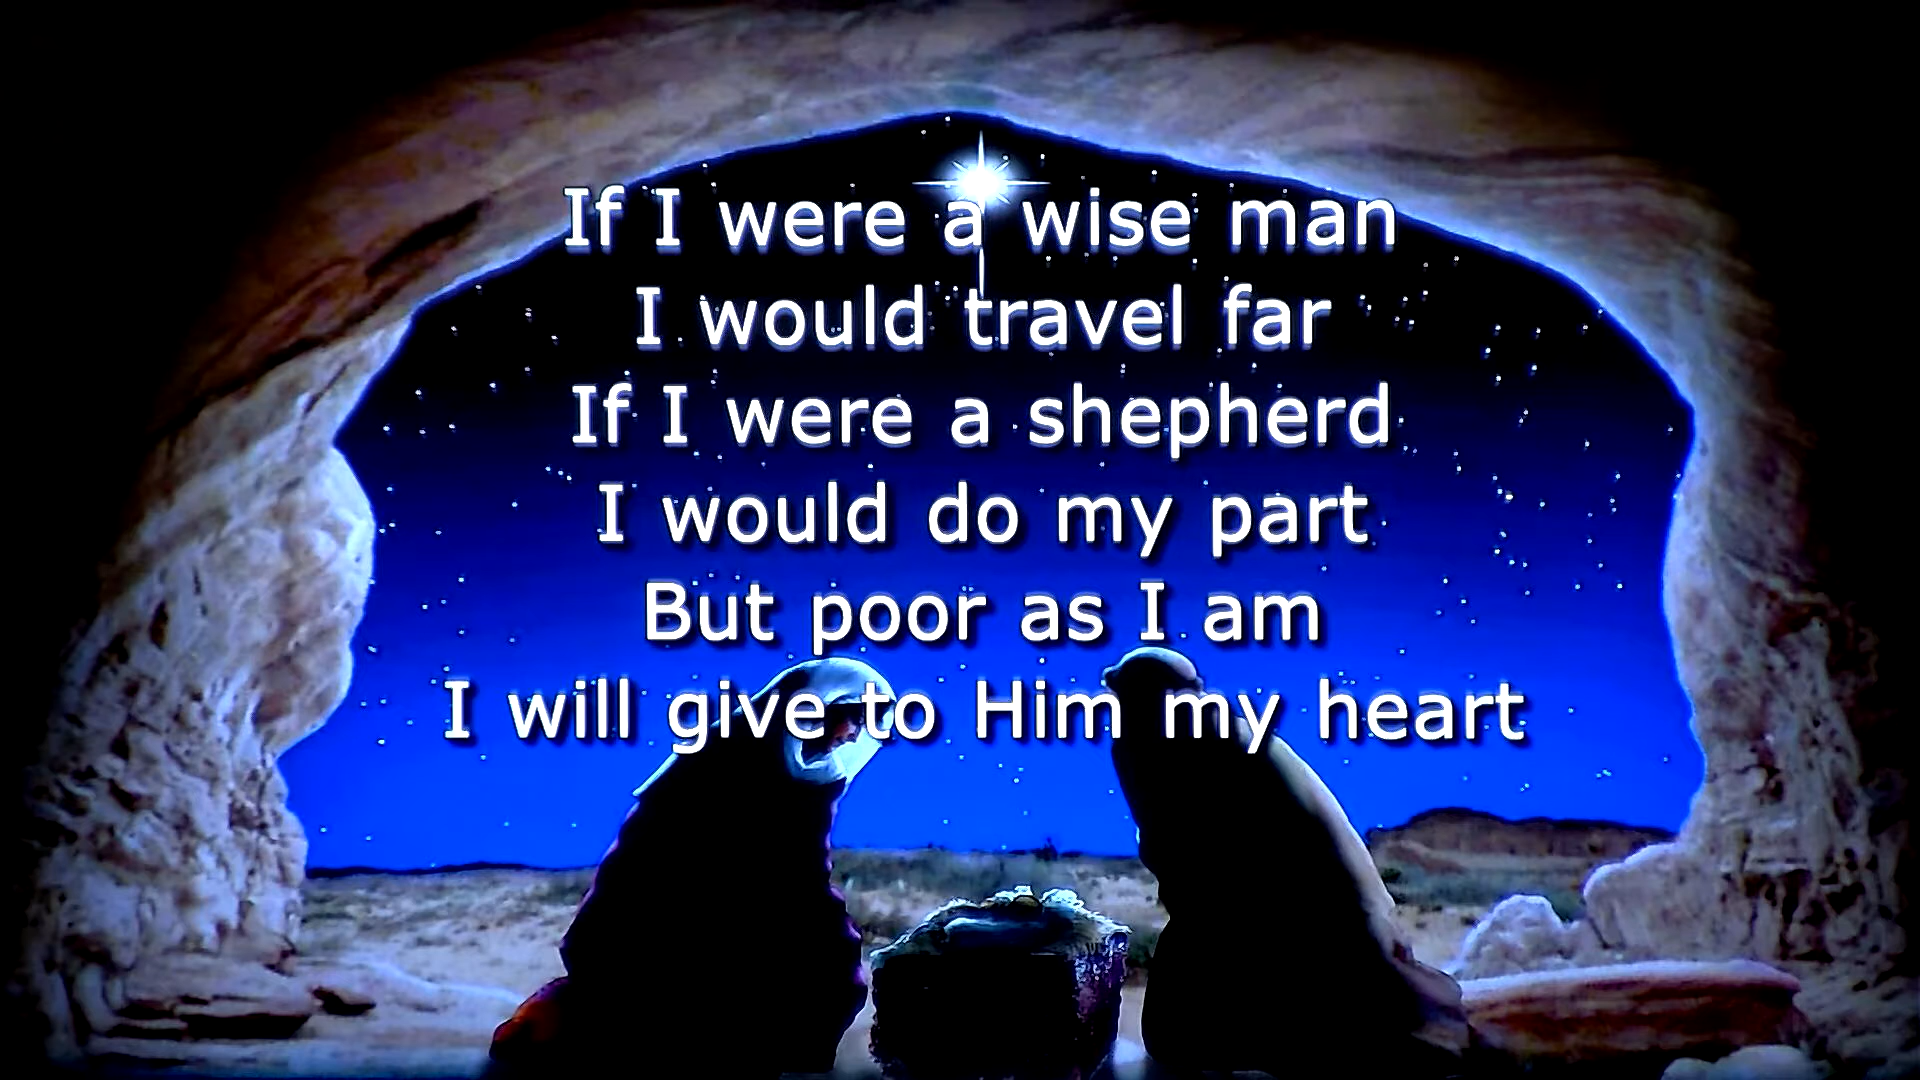 If I were a wise man
I would travel far
If I were a shepherd
I would do my part
But poor as I am
I will give to Him my heart